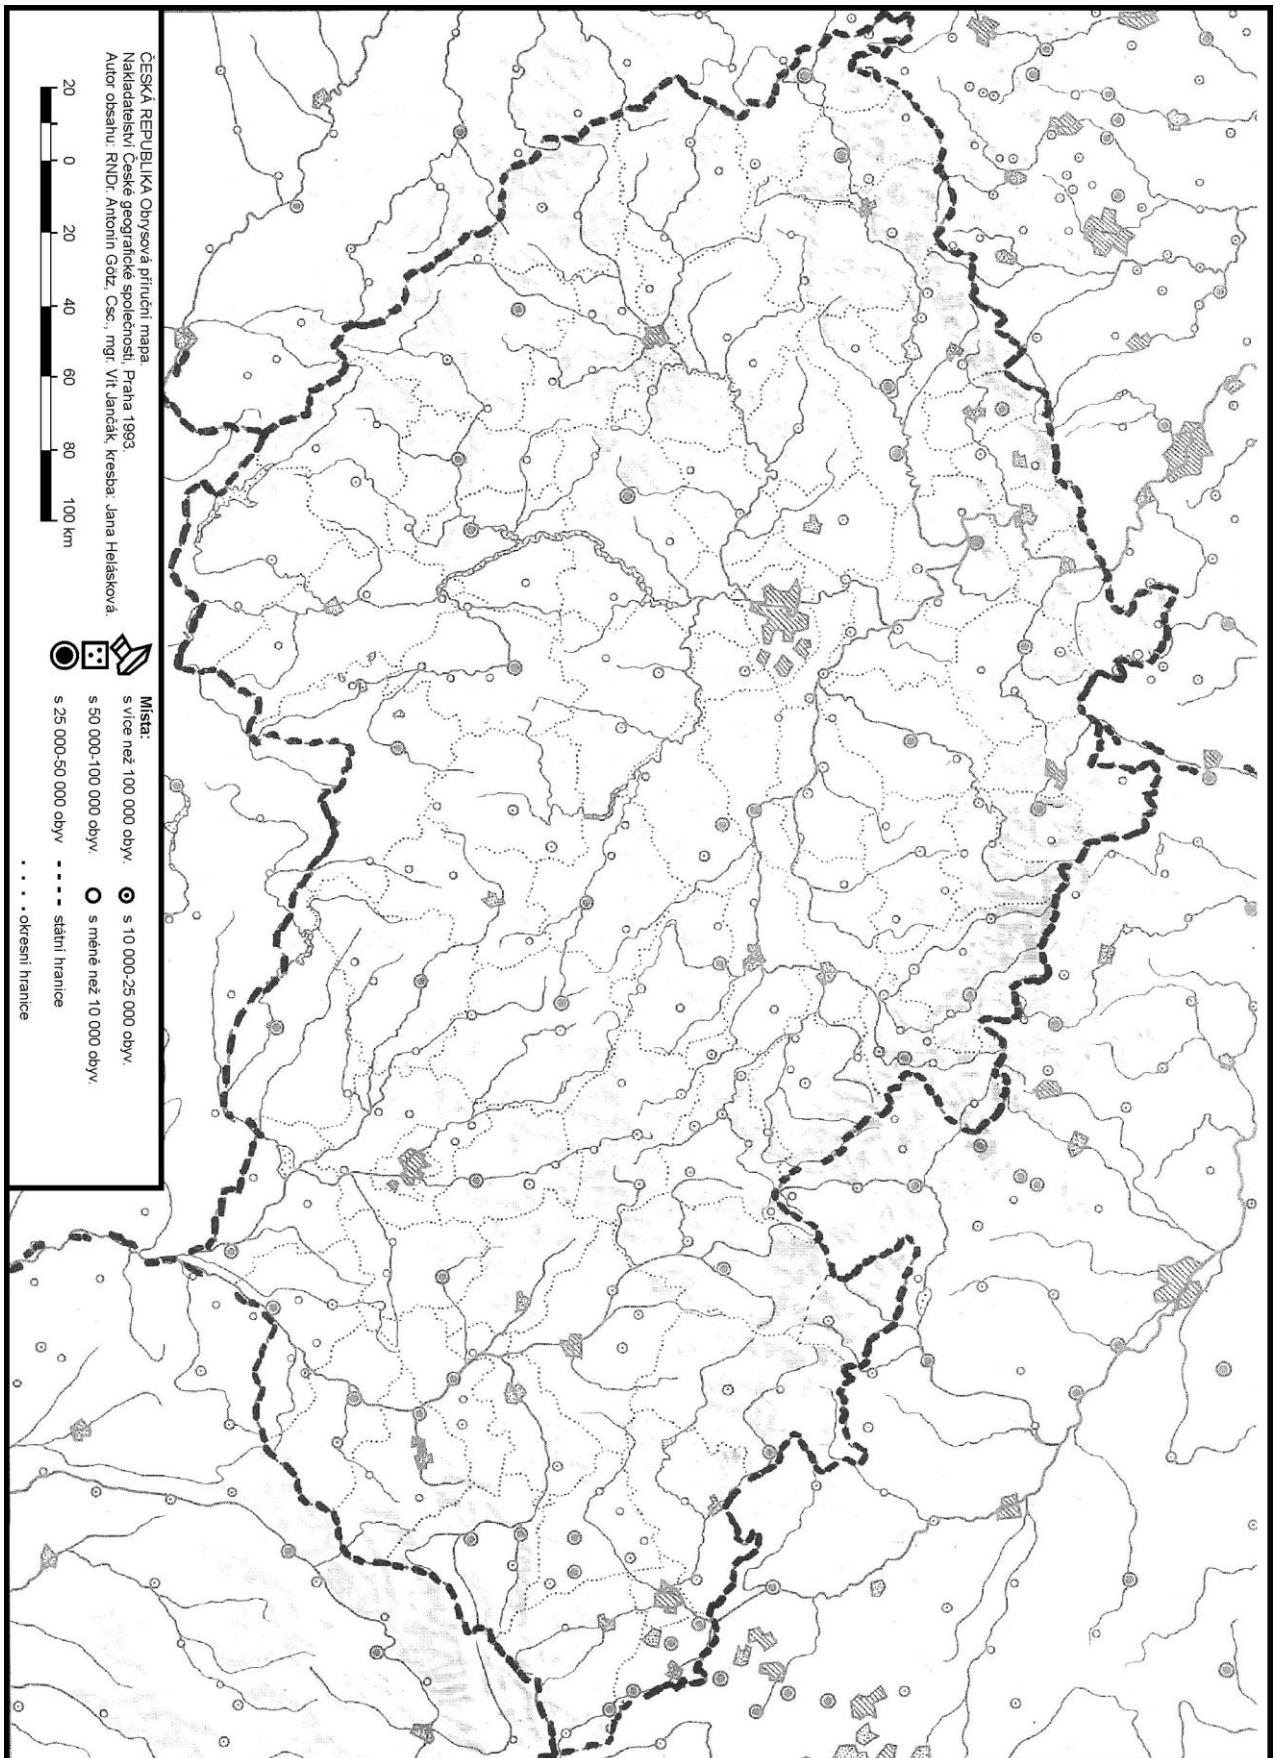 ČESKÁ REPUBLIKA Obrysová příruční mapa.
Nakladatelství České geografické společnosti, Praha 1993.
Autor obsahu: RNDr. Antonín Götz, Csc., mgr. Vít Jančák, kresba: Jana Helásková.
20 0 20 40 60 80 100 km
Místa:
s více než 100 000 obyv.
s 50 000-100 000 obyv.
s 25 000-50 000 obyv
s 10 000-25 000 obyv.
s méně než 10 000 obyv.
státní hranice
okresní hranice